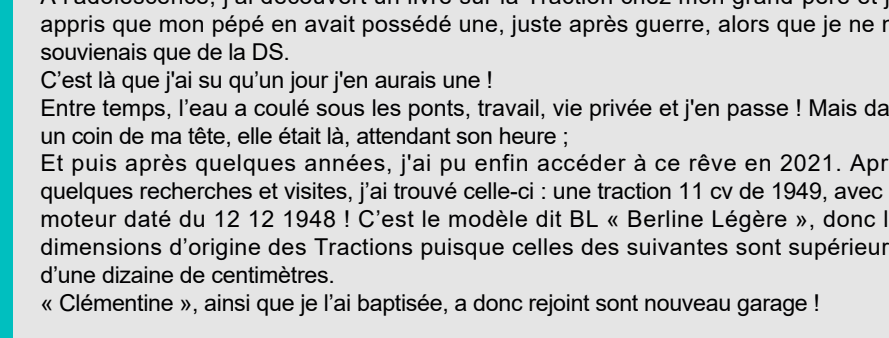 A l'adolescence, j'ai découvert un livre sur la Traction chez mon grand-père et j
appris que mon pépé en avait possédé une, juste après guerre, alors que je ne
souvienais que de la DS.
C'est là que j'ai su qu'un jour j'en aurais une !
Entre temps, l'eau a coulé sous les ponts, travail, vie privée et j'en passe ! Mais da
un coin de ma tête, elle était là, attendant son heure ;
Et puis après quelques années, j'ai pu enfin accéder à ce rêve en 2021. Apr
quelques recherches et visites, j'ai trouvé celle-ci : une traction 11 cv de 1949, avec
moteur daté du 12 12 1948 ! C'est le modèle dit BL « Berline Légère », donc l
dimensions d'origine des Tractions puisque celles des suivantes sont supérieur
d'une dizaine de centimètres.
« Clémentine », ainsi que je l'ai baptisée, a donc rejoint sont nouveau garage !